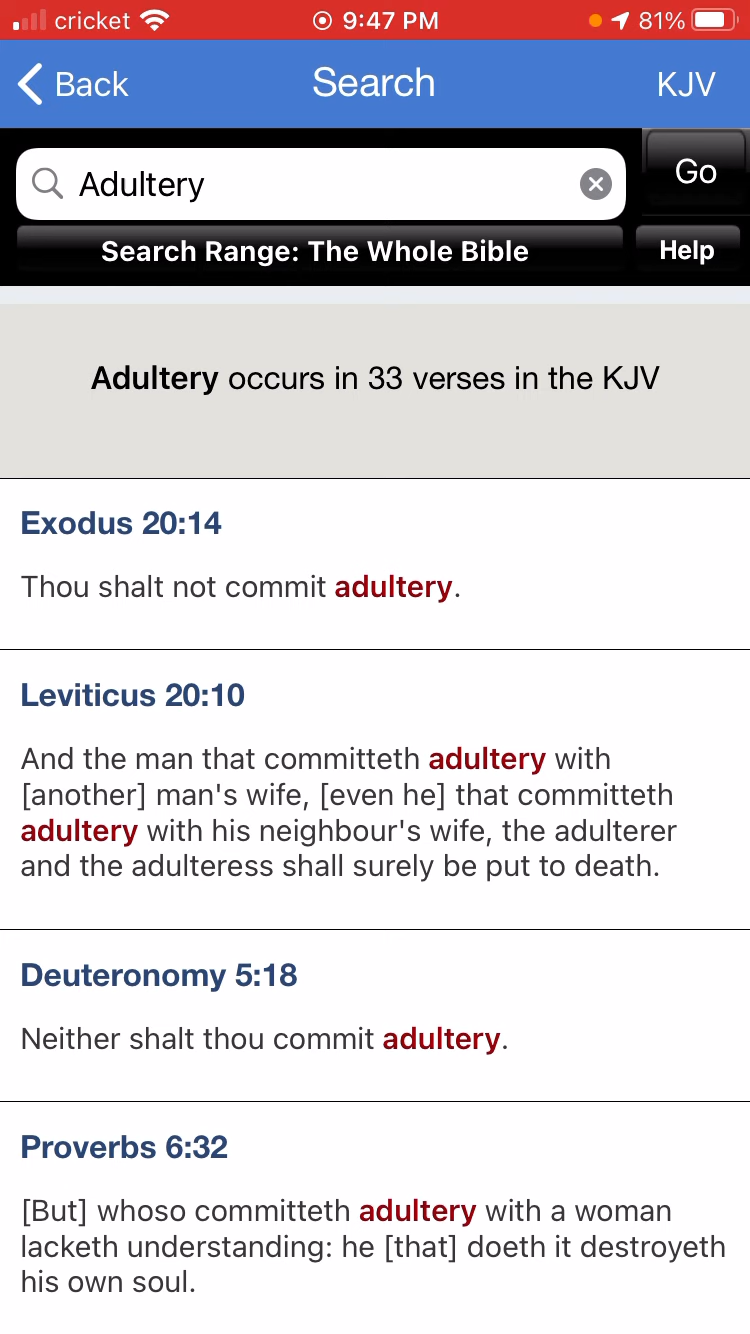 cricket 9:47 PM 81%
Back Search KJV
Adultery Go
Search Range: The Whole Bible Help
Adultery occurs in 33 verses in the KJV
Exodus 20:14
Thou shalt not commit adultery.
Leviticus 20:10
And the man that committeth adultery with
[another] man's wife, [even he] that committeth
adultery with his neighbour's wife, the adulterer
and the adulteress shall surely be put to death.
Deuteronomy 5:18
Neither shalt thou commit adultery.
Proverbs 6:32
[But] whoso committeth adultery with a woman
lacketh understanding: he [that] doeth it destroyeth
his own soul.